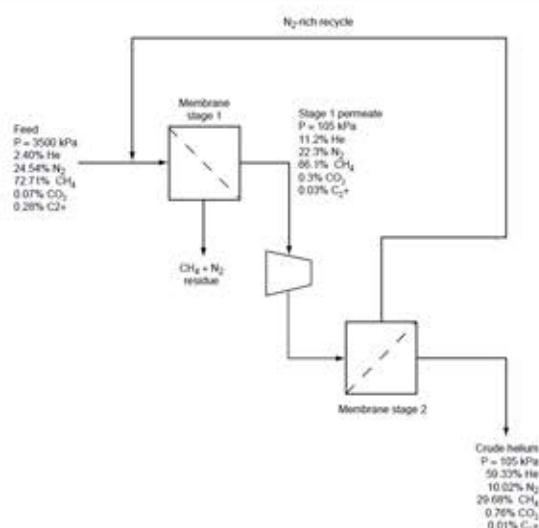 N2-rich recycle
Membrane
stage 1
Stage 1 permeate
P = 105 kPa
11.2% He
22.3% N2
66.1% CH4
0.3% CO2
0.03% C2+
Feed
P = 3500 kPa
2.40% He
24.54% N2
72.71% CH4
0.07% CO2
0.28% C2+
CH4 + N2
residue
Membrane stage 2
Crude helium
P = 105 kPa
59.33% He
10.02% N2
29.68% CH4
0.76% CO2
0.01% C2+